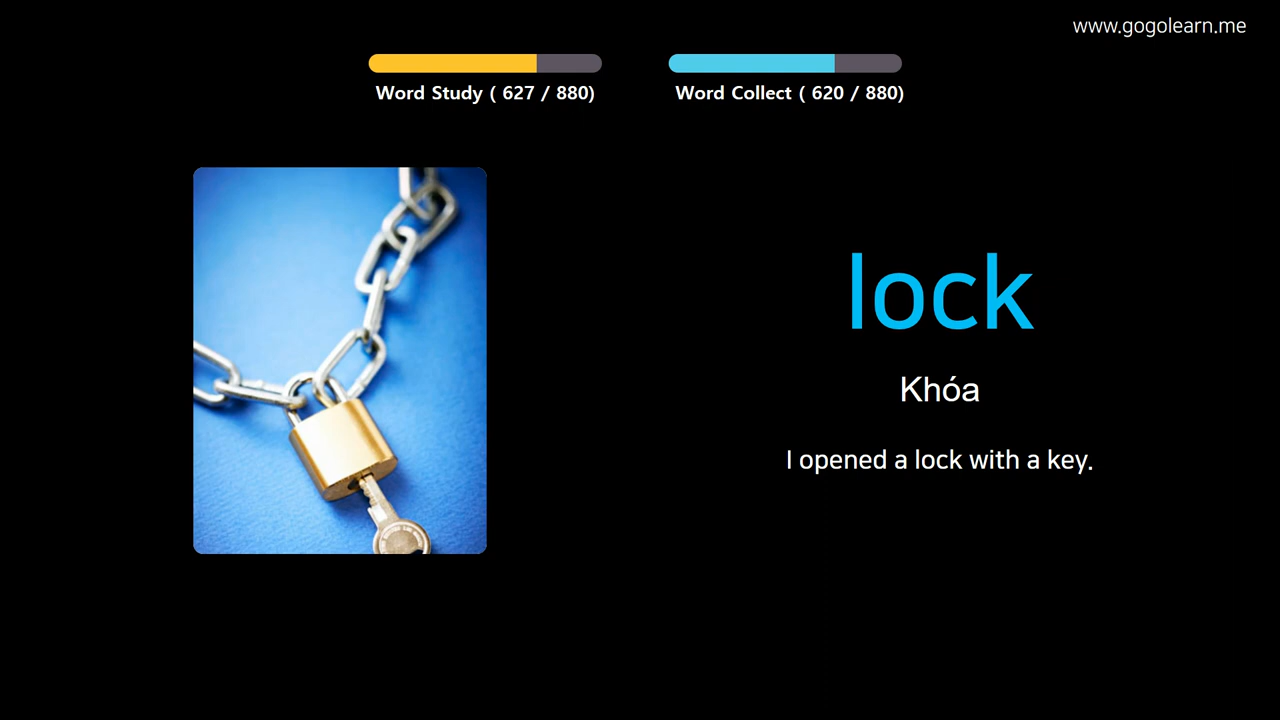 www.gogolearn.me
Word Study ( 627 / 880)
Word Collect ( 620 / 880)
lock
Khóa
I opened a lock with a key.